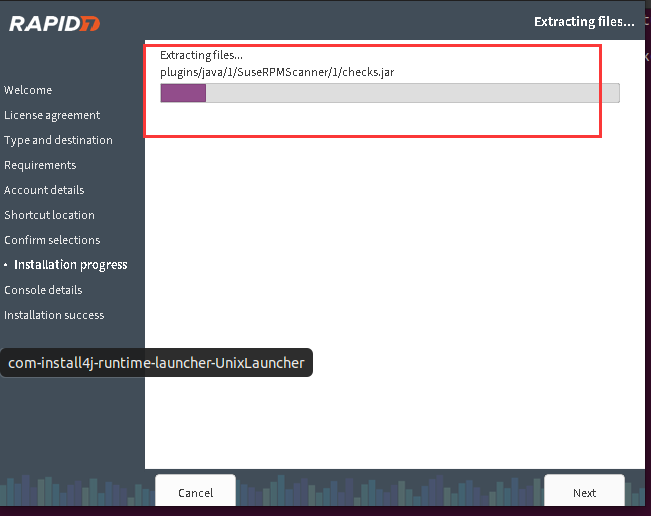 RAPID7
Extracting files...
Extracting files...
plugins/java/1/SuseRPMScanner/1/checks.jar
Welcome
License agreement
Type and destination
Requirements
Account details
Shortcut location
Confirm selections
• Installation progress
Console details
Installation success
com-install4j-runtime-launcher-UnixLauncher
Cancel
Next